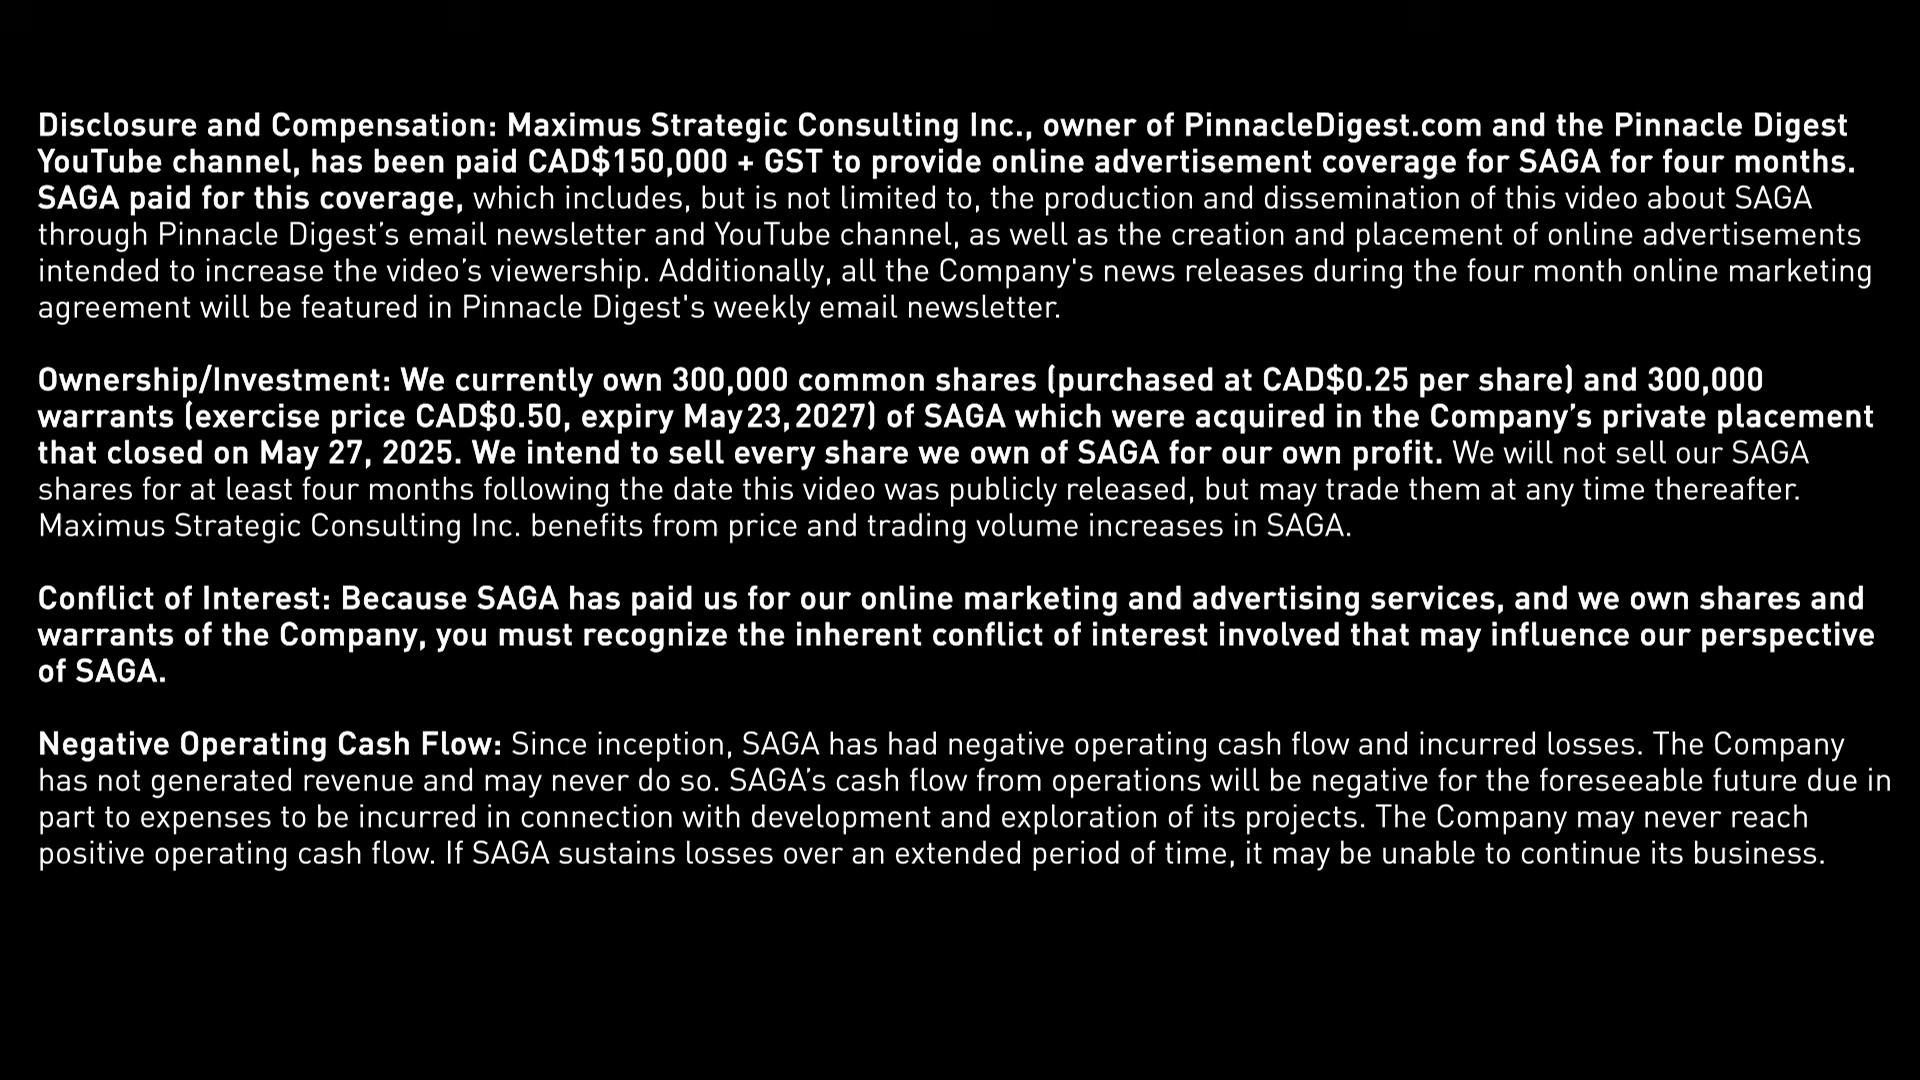 Disclosure and Compensation: Maximus Strategic Consulting Inc., owner of PinnacleDigest.com and the Pinnacle Digest
YouTube channel, has been paid CAD$150,000 + GST to provide online advertisement coverage for SAGA for four months.
SAGA paid for this coverage, which includes, but is not limited to, the production and dissemination of this video about SAGA
through Pinnacle Digest’s email newsletter and YouTube channel, as well as the creation and placement of online advertisements
intended to increase the video’s viewership. Additionally, all the Company's news releases during the four month online marketing
agreement will be featured in Pinnacle Digest's weekly email newsletter.
Ownership/Investment: We currently own 300,000 common shares (purchased at CAD$0.25 per share) and 300,000
warrants (exercise price CAD$0.50, expiry May 23, 2027) of SAGA which were acquired in the Company’s private placement
that closed on May 27, 2025. We intend to sell every share we own of SAGA for our own profit. We will not sell our SAGA
shares for at least four months following the date this video was publicly released, but may trade them at any time thereafter.
Maximus Strategic Consulting Inc. benefits from price and trading volume increases in SAGA.
Conflict of Interest: Because SAGA has paid us for our online marketing and advertising services, and we own shares and
warrants of the Company, you must recognize the inherent conflict of interest involved that may influence our perspective
of SAGA.
Negative Operating Cash Flow: Since inception, SAGA has had negative operating cash flow and incurred losses. The Company
has not generated revenue and may never do so. SAGA’s cash flow from operations will be negative for the foreseeable future due in
part to expenses to be incurred in connection with development and exploration of its projects. The Company may never reach
positive operating cash flow. If SAGA sustains losses over an extended period of time, it may be unable to continue its business.